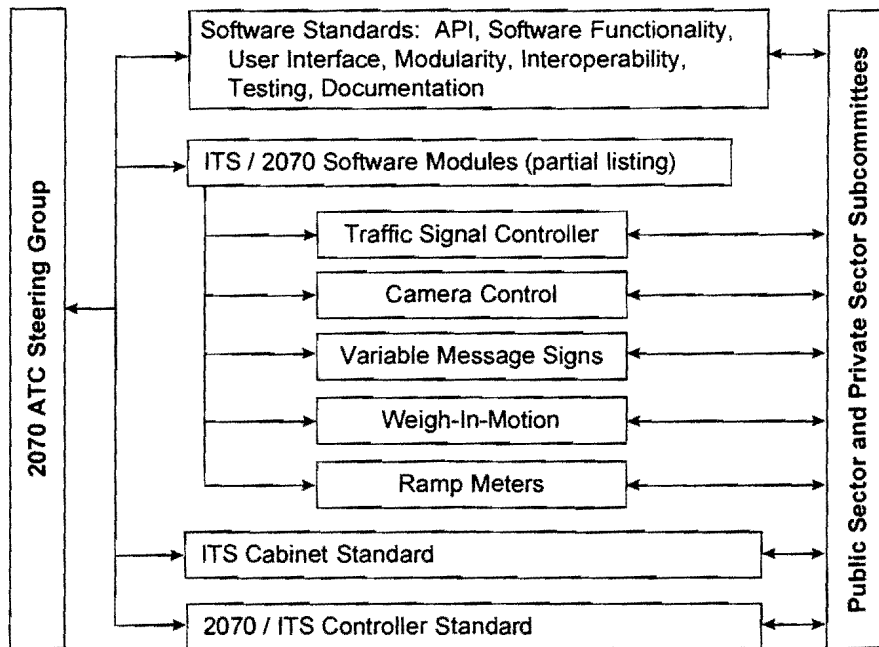 2070 ATC Steering Group
Software Standards: API, Software Functionality,
User Interface, Modularity, Interoperability,
Testing, Documentation
ITS / 2070 Software Modules (partial listing)
Traffic Signal Controller
Camera Control
Variable Message Signs
Weigh-In-Motion
Ramp Meters
ITS Cabinet Standard
2070 / ITS Controller Standard
Public Sector and Private Sector Subcommittees